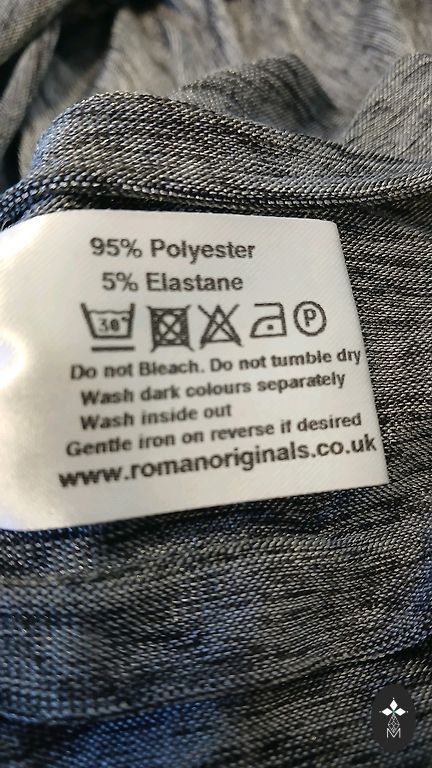 95% Polyester
5% Elastane
30°
P
Do not Bleach. Do not tumble dry
Wash dark colours separately
Wash inside out
Gentle iron on reverse if desired
www.romanoriginals.co.uk
M